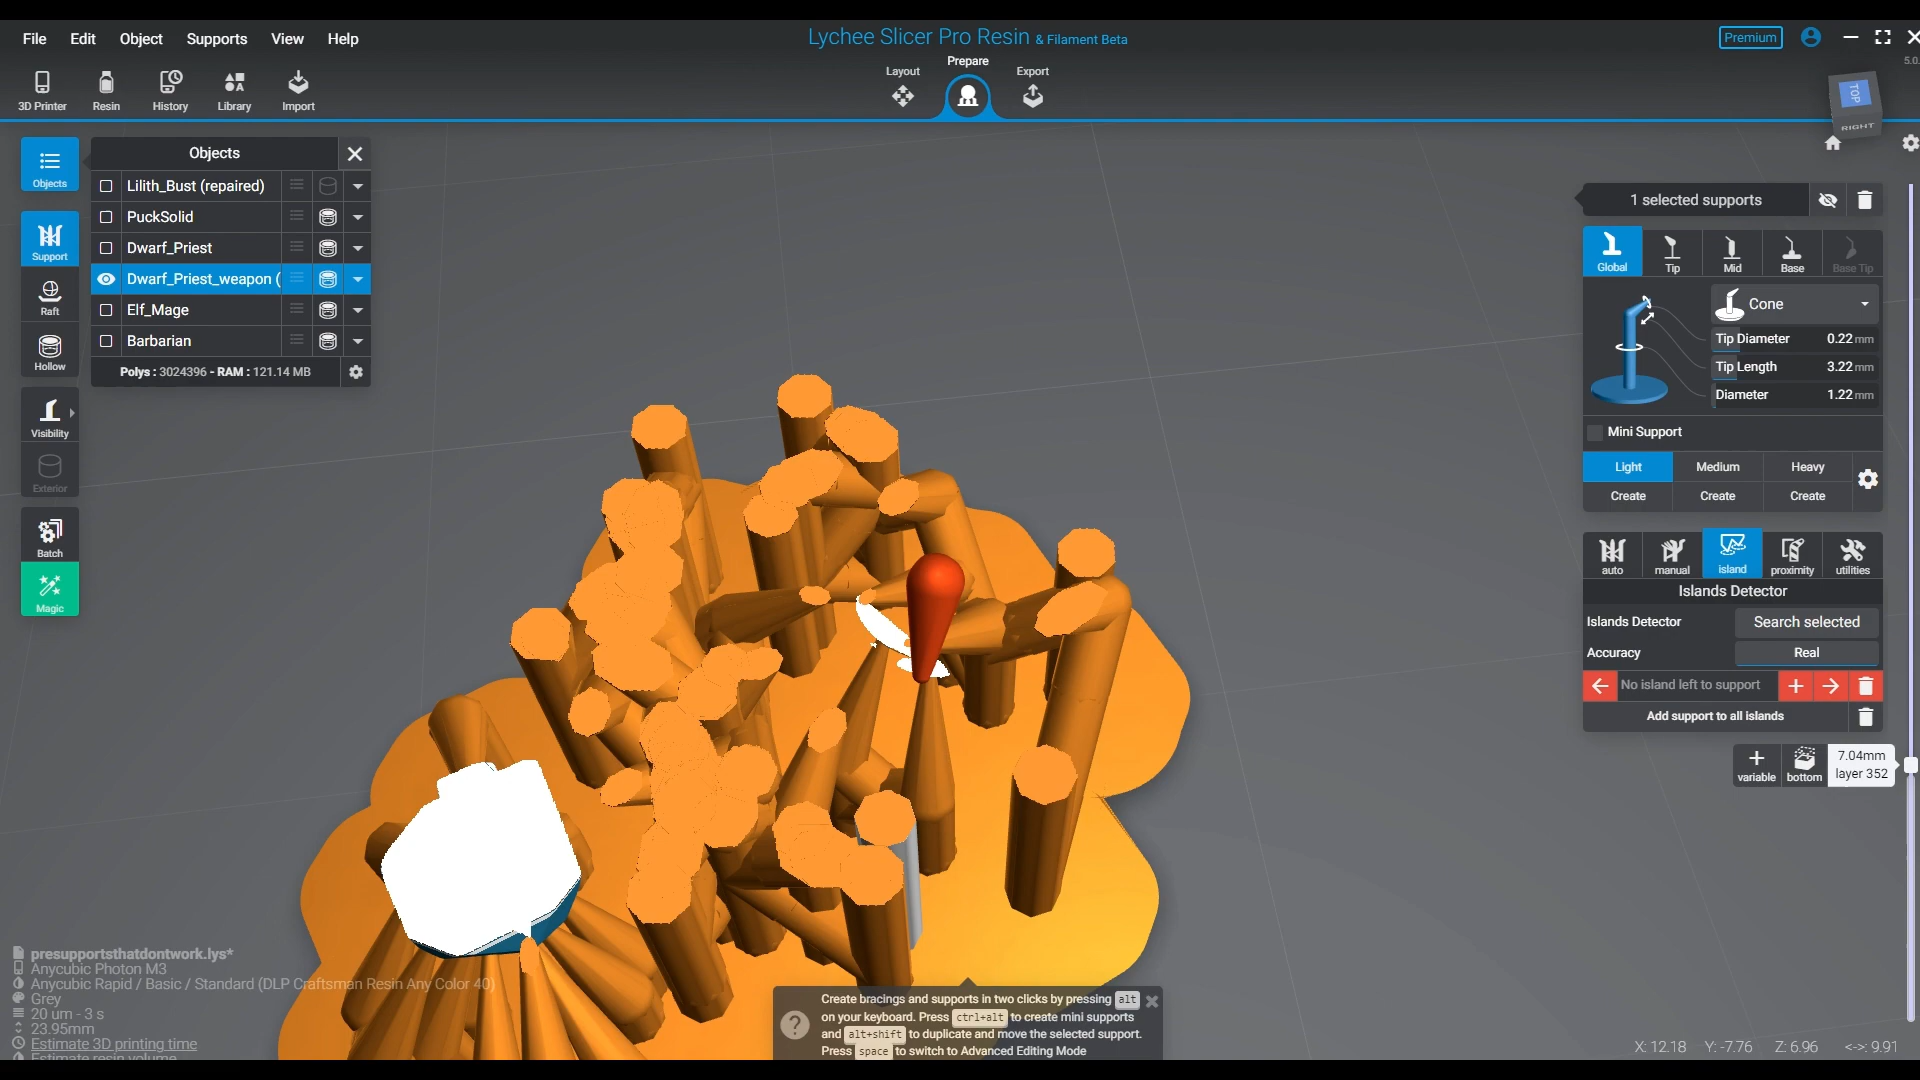 File Edit Object Supports View Help
Lychee Slicer Pro Resin & Filament Beta
Premium
5.0.
3D Printer Resin History Library Import
Layout Prepare Export
TOP
RIGHT
Objects
Objects
Lilith_Bust (repaired)
PuckSolid
Dwarf_Priest
Dwarf_Priest_weapon (
Elf_Mage
Barbarian
Polys : 3024396 - RAM : 121.14 MB
Support
Raft
Hollow
Visibility
Exterior
Batch
Magic
1 selected supports
Global Tip Mid Base Base Tip
Cone
Tip Diameter 0.22 mm
Tip Length 3.22 mm
Diameter 1.22 mm
Mini Support
Light Medium Heavy
Create Create Create
auto manual island proximity utilities
Islands Detector
Islands Detector Search selected
Accuracy Real
No island left to support
Add support to all islands
variable bottom
7.04mm
layer 352
presupportsthatdontwork.lys*
Anycubic Photon M3
Anycubic Rapid / Basic / Standard (DLP Craftsman Resin Any Color 40)
Grey
20 um - 3 s
23.95mm
Estimate 3D printing time
Estimate resin volume
Create bracings and supports in two clicks by pressing alt
on your keyboard. Press ctrl+alt to create mini supports
and alt+shift to duplicate and move the selected support.
Press space to switch to Advanced Editing Mode
X: 12.18 Y: -7.76 Z: 6.96 <->: 9.91